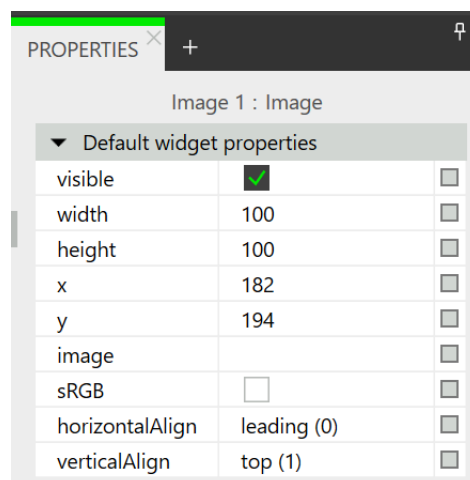 PROPERTIES
Image 1 : Image
Default widget properties
visible
width 100
height 100
x 182
y 194
image
sRGB
horizontalAlign leading (0)
verticalAlign top (1)